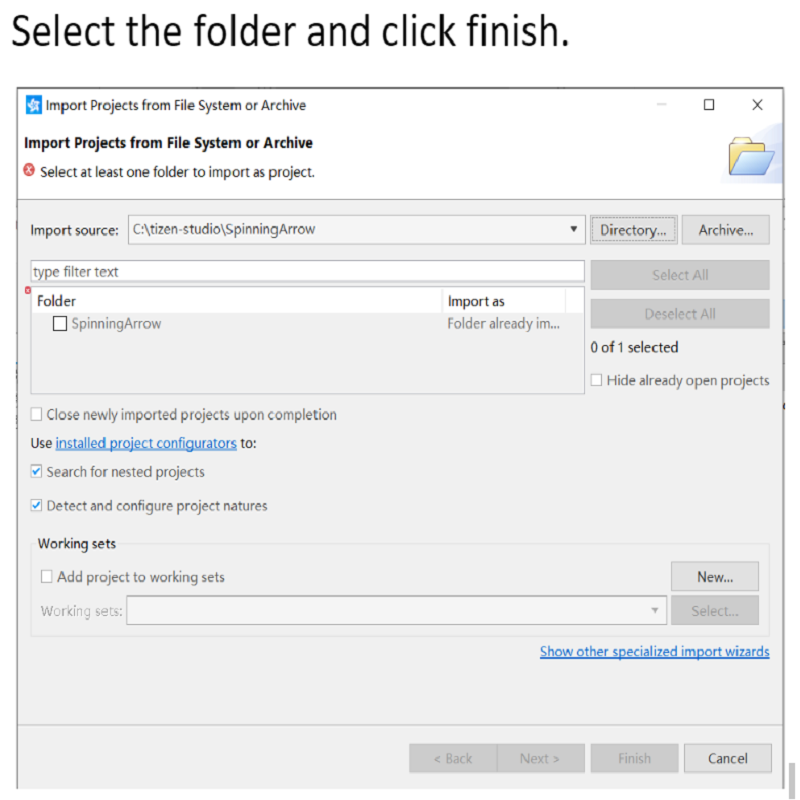 Select the folder and click finish.
Import Projects from File System or Archive
Import Projects from File System or Archive
Select at least one folder to import as project.
Import source: C:\tizen-studio\SpinningArrow Directory... Archive...
type filter text Select All
Folder Import as
SpinningArrow Folder already im... Deselect All
0 of 1 selected
Hide already open projects
Close newly imported projects upon completion
Use installed project configurators to:
Search for nested projects
Detect and configure project natures
Working sets
Add project to working sets New...
Working sets: Select...
Show other specialized import wizards
< Back Next > Finish Cancel